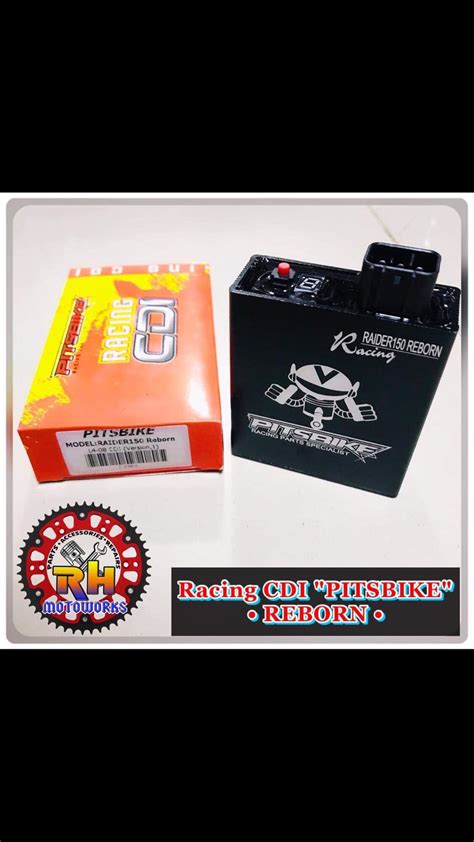 PITSBIKE
RACING
CDI
PITSBIKE
MODEL:RAIDER150 Reborn
RAIDER150 REBORN
Racing
PITSBIKE
RACING PARTS SPECIALIST
PARTS•ACCESSORIES•REPAIRS
RH
MOTOWORKS
Racing CDI "PITSBIKE"
• REBORN •